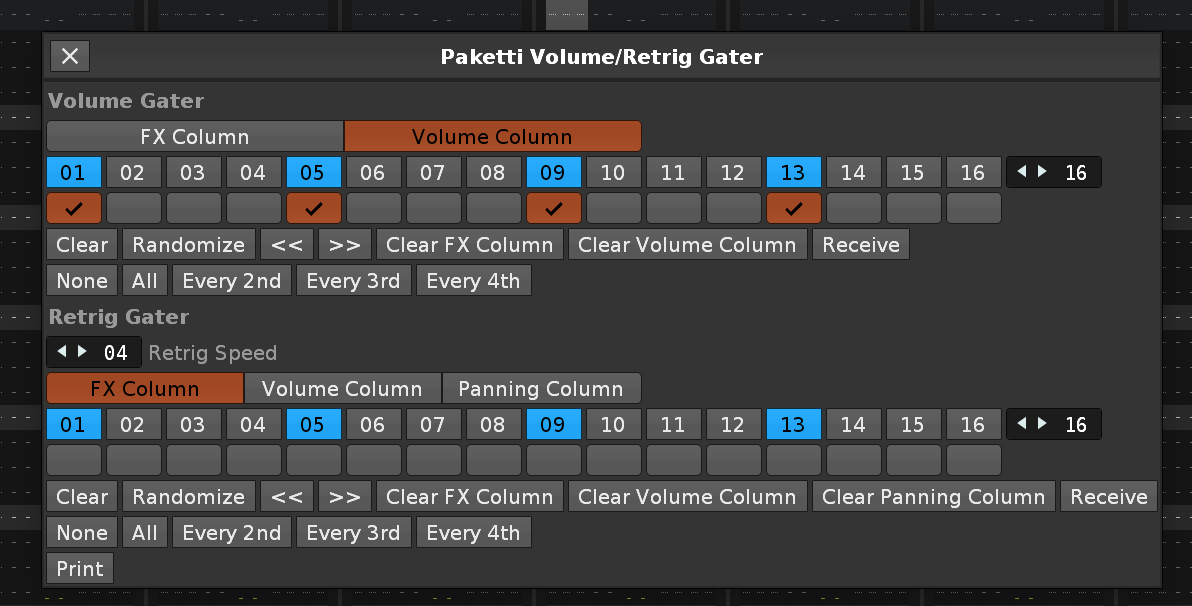 Paketti Volume/Retrig Gater
Volume Gater
FX Column Volume Column
01 02 03 04 05 06 07 08 09 10 11 12 13 14 15 16 16
Clear Randomize << >> Clear FX Column Clear Volume Column Receive
None All Every 2nd Every 3rd Every 4th
Retrig Gater
04 Retrig Speed
FX Column Volume Column Panning Column
01 02 03 04 05 06 07 08 09 10 11 12 13 14 15 16 16
Clear Randomize << >> Clear FX Column Clear Volume Column Clear Panning Column Receive
None All Every 2nd Every 3rd Every 4th
Print